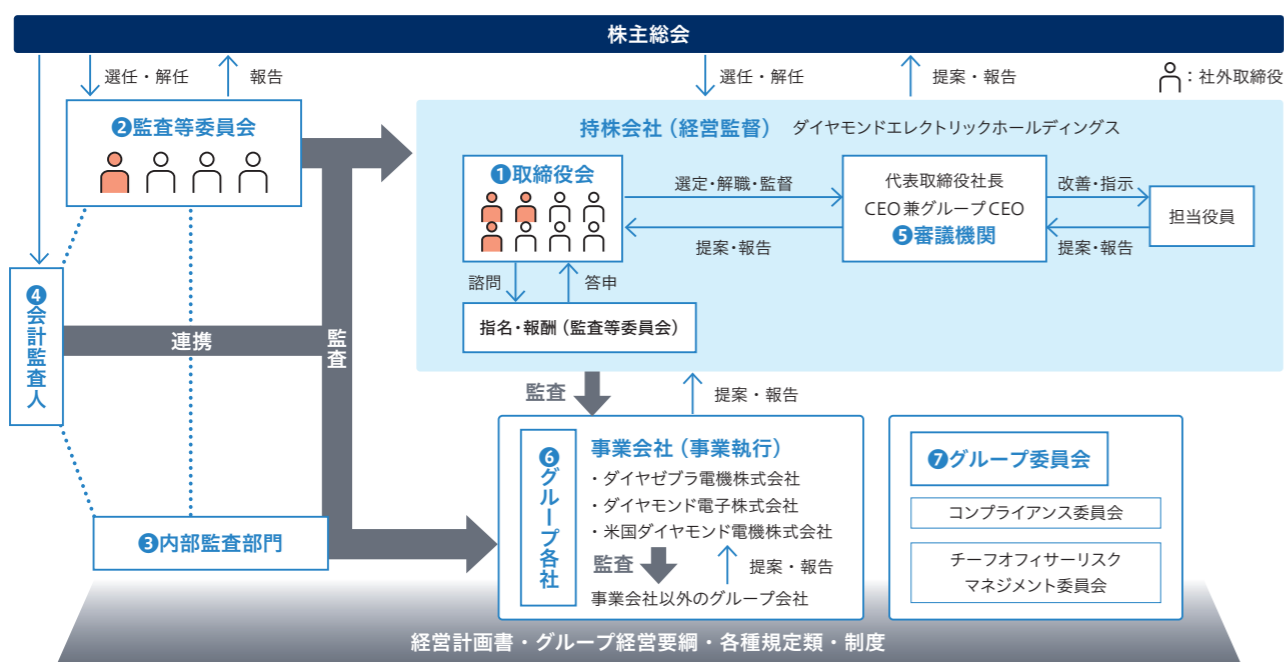 株主総会
選任・解任
報告
選任・解任
提案・報告
：社外取締役
❷監査等委員会
持株会社（経営監督） ダイヤモンドエレクトリックホールディングス
❶取締役会
選定・解職・監督
提案・報告
代表取締役社長
CEO兼グループCEO
❺審議機関
改善・指示
提案・報告
担当役員
諮問
答申
指名・報酬（監査等委員会）
❹会計監査人
連携
監査
監査
提案・報告
❻グループ各社
事業会社（事業執行）
・ダイヤゼブラ電機株式会社
・ダイヤモンド電子株式会社
・米国ダイヤモンド電機株式会社
監査
提案・報告
事業会社以外のグループ会社
❼グループ委員会
コンプライアンス委員会
チーフオフィサーリスク
マネジメント委員会
❸内部監査部門
経営計画書・グループ経営要綱・各種規定類・制度